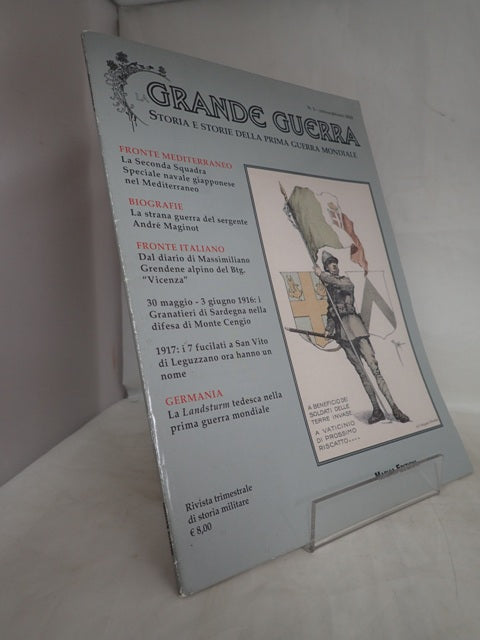 LA GRANDE GUERRA
STORIA E STORIE DELLA PRIMA GUERRA MONDIALE
FRONTE MEDITERRANEO
La Seconda Squadra
Speciale navale giapponese
nel Mediterraneo
BIOGRAFIE
La strana guerra del sergente
André Maginot
FRONTE ITALIANO
Dal diario di Massimiliano
Grendene alpino del Btg.
“Vicenza”
30 maggio - 3 giugno 1916: i
Granatieri di Sardegna nella
difesa di Monte Cengio
1917: i 7 fucilati a San Vito
di Leguzzano ora hanno un
nome
GERMANIA
La Landsturm tedesca nella
prima guerra mondiale
A BENEFICIO DEI
SOLDATI DELLE
TERRE INVASE
A VATICINIO
DI PROSSIMO
RISCATTO....
Rivista trimestrale
di storia militare
€ 8,00